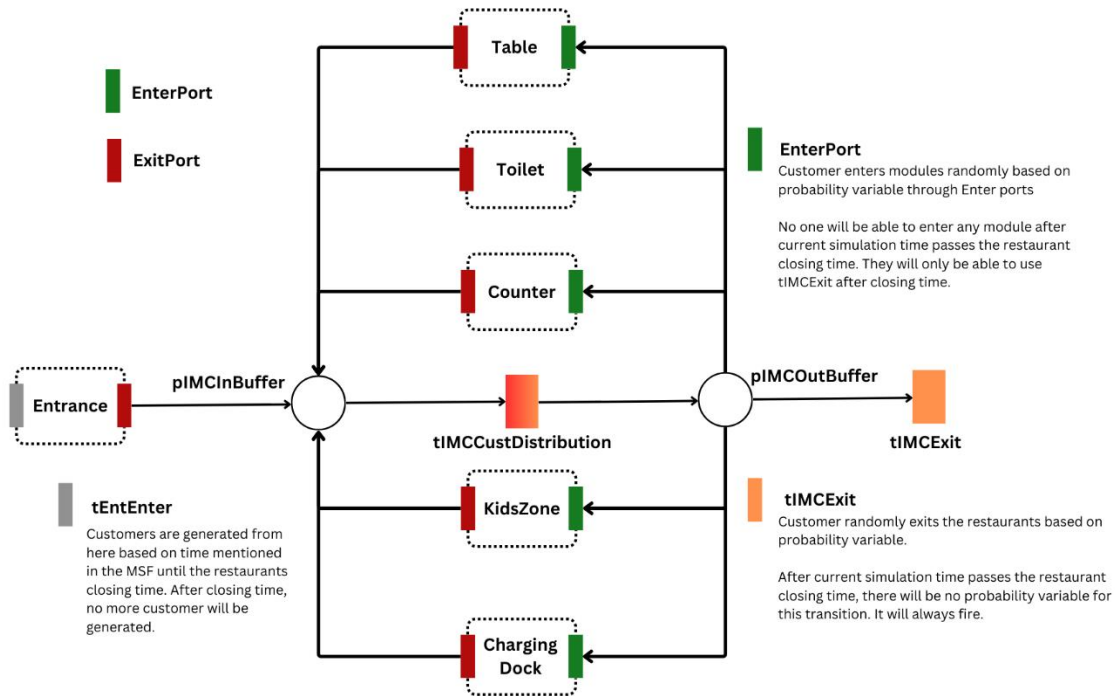 Table
EnterPort
ExitPort
Toilet
EnterPort
Customer enters modules randomly based on
probability variable through Enter ports
No one will be able to enter any module after
current simulation time passes the restaurant
closing time. They will only be able to use
tIMCExit after closing time.
Counter
Entrance
pIMCInBuffer
tIMCCustDistribution
pIMCOutBuffer
tIMCExit
tEntEnter
Customers are generated from
here based on time mentioned
in the MSF until the restaurants
closing time. After closing time,
no more customer will be
generated.
KidsZone
tIMCExit
Customer randomly exits the restaurants based on
probability variable.
After current simulation time passes the restaurant
closing time, there will be no probability variable for
this transition. It will always fire.
Charging
Dock